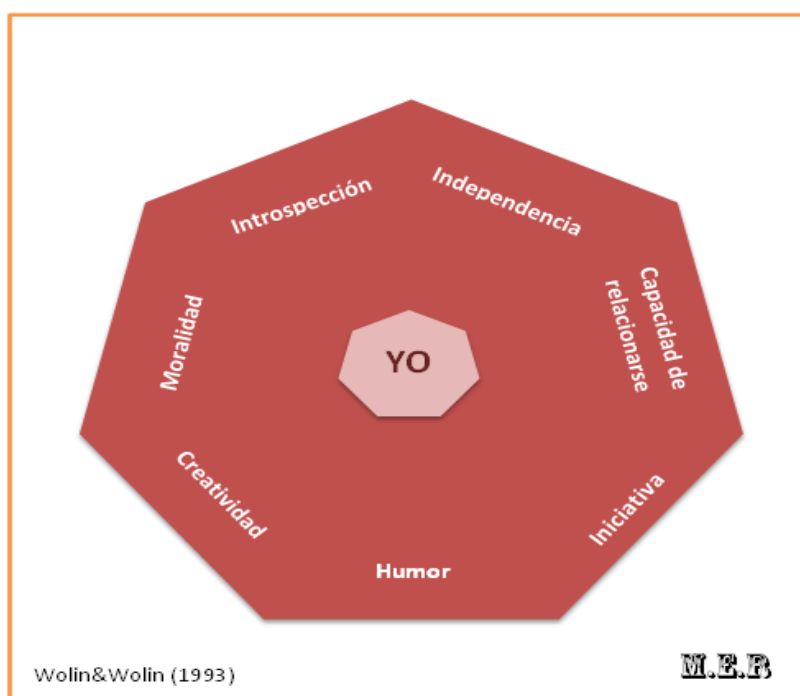 Introspección
Independencia
Capacidad de
relacionarse
Moralidad
YO
Creatividad
Iniciativa
Humor
Wolin&Wolin (1993)
M.E.R